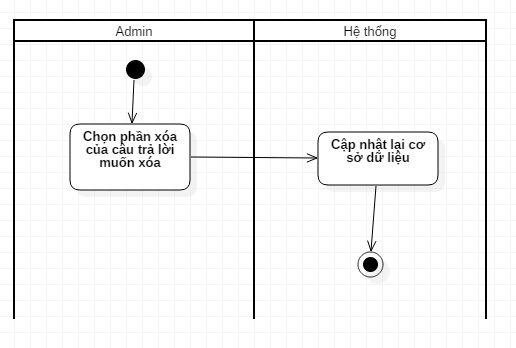 Admin
Hệ thống
Chọn phần xóa
của câu trả lời
muốn xóa
Cập nhật lại cơ
sở dữ liệu